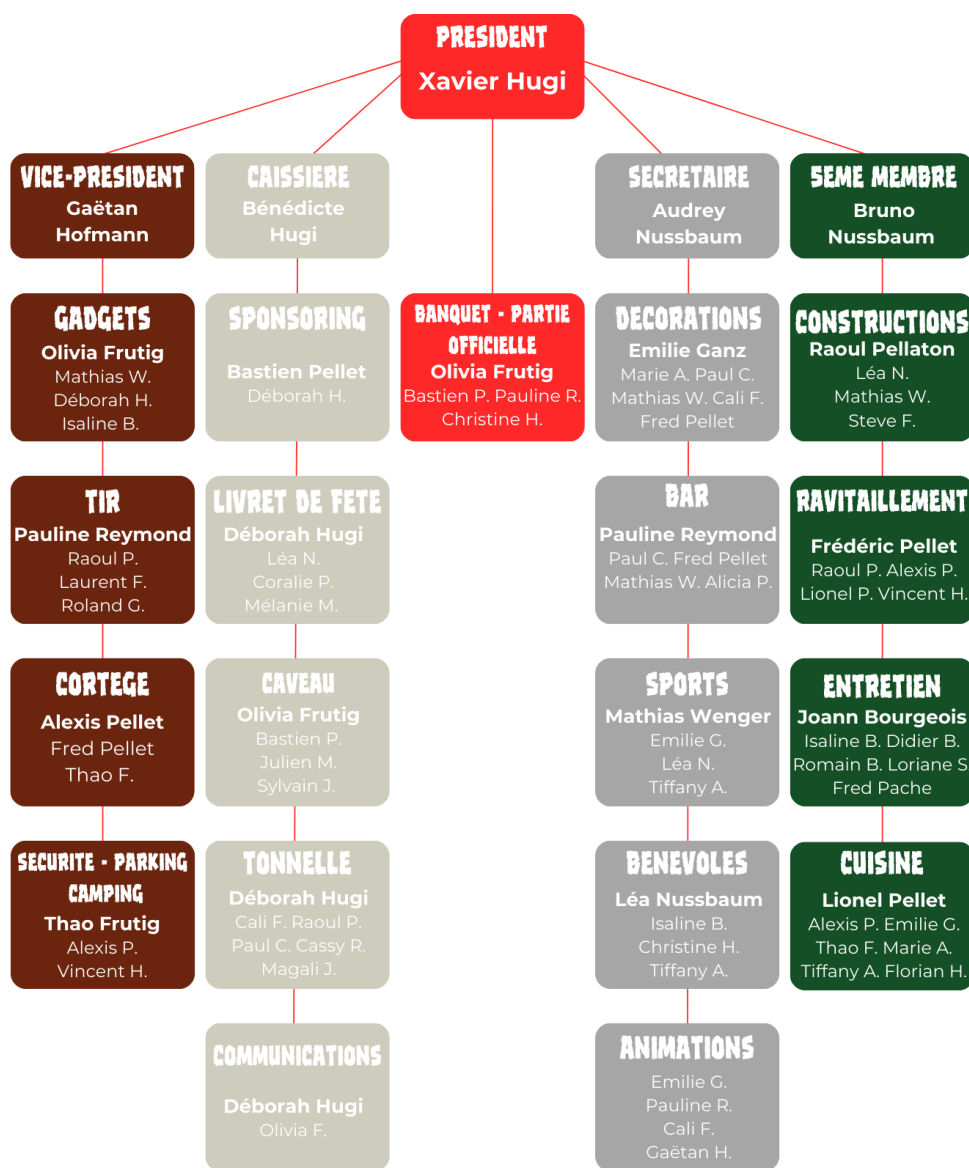 PRESIDENT
Xavier Hugi
VICE-PRESIDENT
Gaëtan
Hofmann
GADGETS
Olivia Frutig
Mathias W.
Déborah H.
Isaline B.
TIR
Pauline Reymond
Raoul P.
Laurent F.
Roland G.
CORTEGE
Alexis Pellet
Fred Pellet
Thao F.
SECURITE - PARKING
CAMPING
Thao Frutig
Alexis P.
Vincent H.
CAISSIERE
Bénédicte
Hugi
SPONSORING
Bastien Pellet
Déborah H.
LIVRET DE FETE
Déborah Hugi
Léa N.
Coralie P.
Mélanie M.
CAVEAU
Olivia Frutig
Bastien P.
Julien M.
Sylvain J.
TONNELLE
Déborah Hugi
Cali F. Raoul P.
Paul C. Cassy R.
Magali J.
COMMUNICATIONS
Déborah Hugi
Olivia F.
BANQUET - PARTIE
OFFICIELLE
Olivia Frutig
Bastien P. Pauline R.
Christine H.
SECRETAIRE
Audrey
Nussbaum
DECORATIONS
Emilie Ganz
Marie A. Paul C.
Mathias W. Cali F.
Fred Pellet
BAR
Pauline Reymond
Paul C. Fred Pellet
Mathias W. Alicia P.
SPORTS
Mathias Wenger
Emilie G.
Léa N.
Tiffany A.
BENEVOLES
Léa Nussbaum
Isaline B.
Christine H.
Tiffany A.
ANIMATIONS
Emilie G.
Pauline R.
Cali F.
Gaëtan H.
5EME MEMBRE
Bruno
Nussbaum
CONSTRUCTIONS
Raoul Pellaton
Léa N.
Mathias W.
Steve F.
RAVITAILLEMENT
Frédéric Pellet
Raoul P. Alexis P.
Lionel P. Vincent H.
ENTRETIEN
Joann Bourgeois
Isaline B. Didier B.
Romain B. Loriane S
Fred Pache
CUISINE
Lionel Pellet
Alexis P. Emilie G.
Thao F. Marie A.
Tiffany A. Florian H.